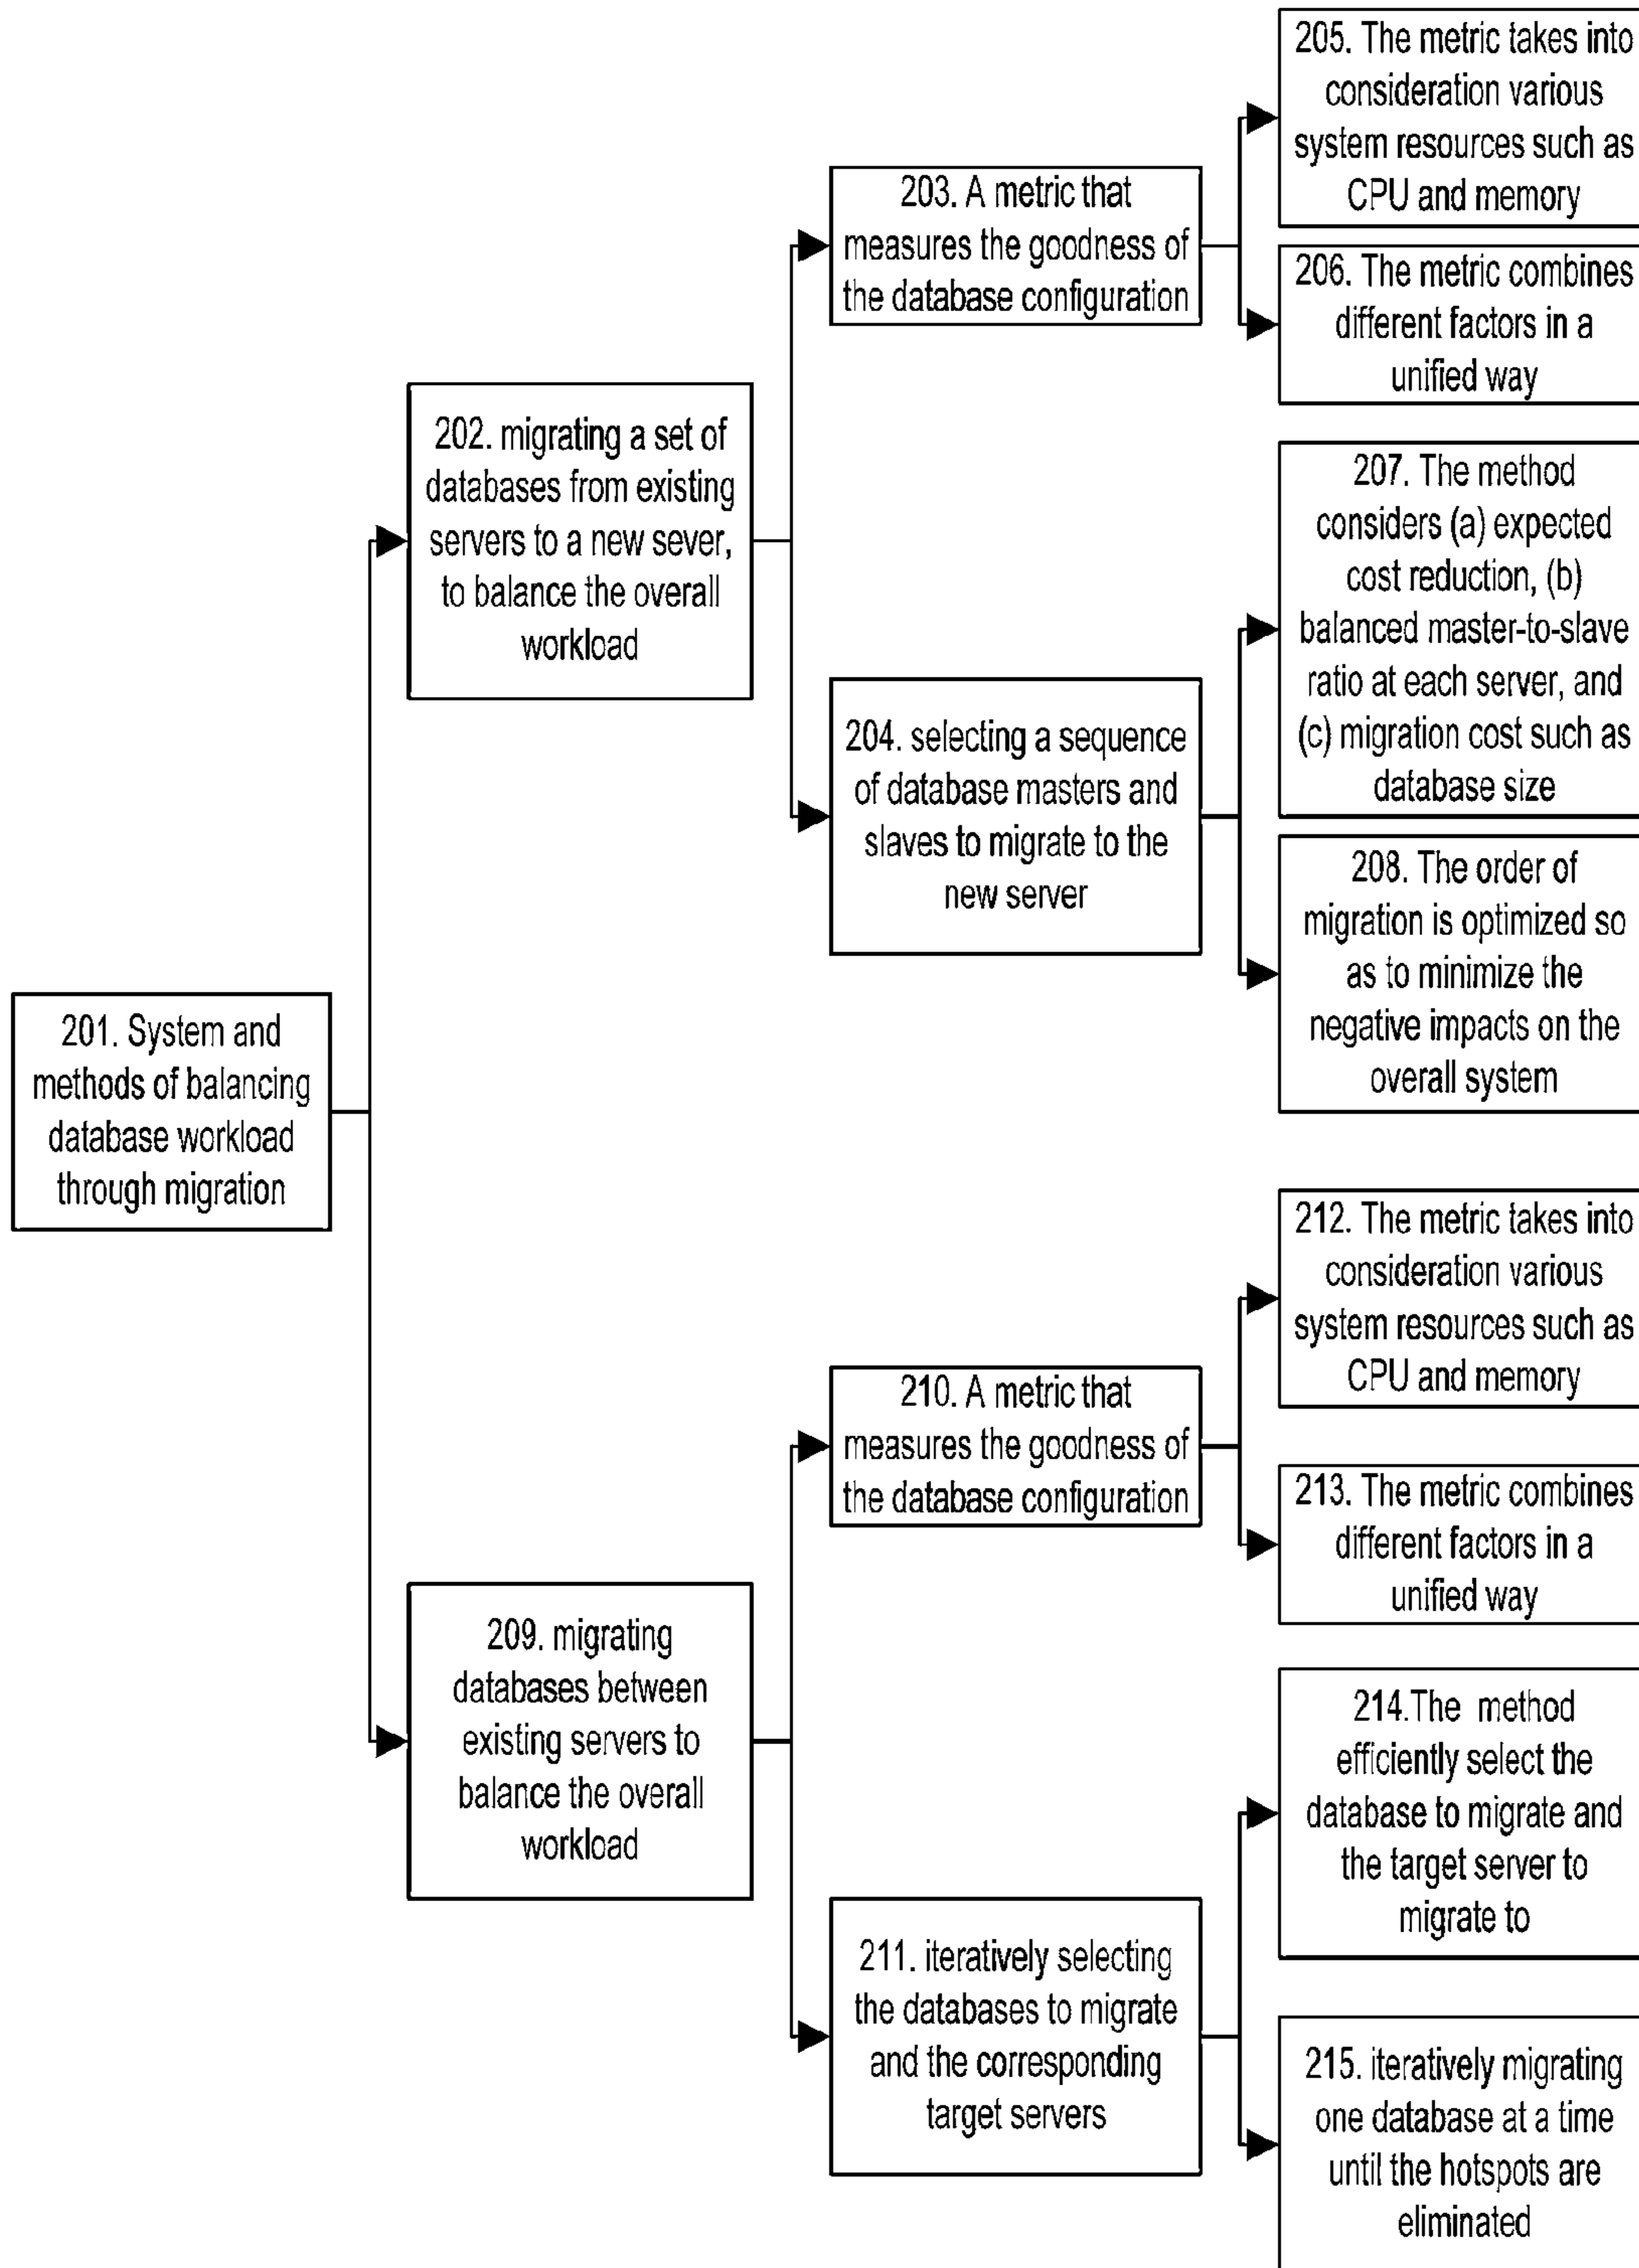 201. System and
methods of balancing
database workload
through migration
202. migrating a set of
databases from existing
servers to a new sever,
to balance the overall
workload
203. A metric that
measures the goodness of
the database configuration
205. The metric takes into
consideration various
system resources such as
CPU and memory
206. The metric combines
different factors in a
unified way
204. selecting a sequence
of database masters and
slaves to migrate to the
new server
207. The method
considers (a) expected
cost reduction, (b)
balanced master-to-slave
ratio at each server, and
(c) migration cost such as
database size
208. The order of
migration is optimized so
as to minimize the
negative impacts on the
overall system
209. migrating
databases between
existing servers to
balance the overall
workload
210. A metric that
measures the goodness of
the database configuration
212. The metric takes into
consideration various
system resources such as
CPU and memory
213. The metric combines
different factors in a
unified way
211. iteratively selecting
the databases to migrate
and the corresponding
target servers
214.The method
efficiently select the
database to migrate and
the target server to
migrate to
215. iteratively migrating
one database at a time
until the hotspots are
eliminated